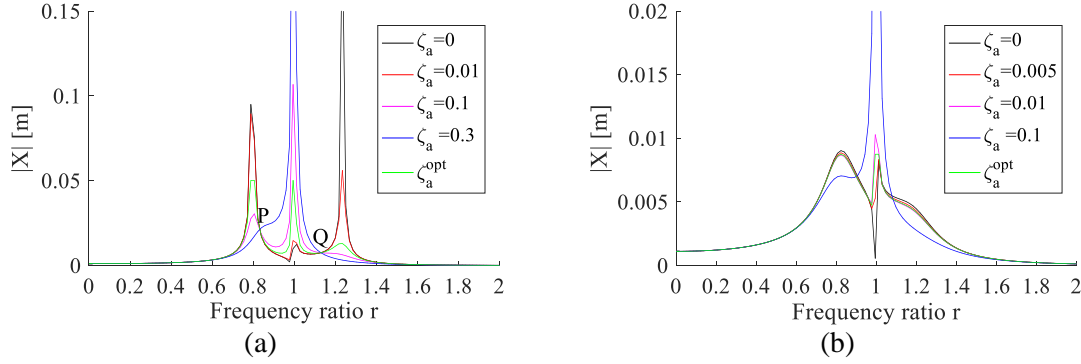 0.15
0.1
0.05
0
|X| [m]
P
Q
ζa=0
ζa=0.01
ζa=0.1
ζa=0.3
ζa^opt
0 0.2 0.4 0.6 0.8 1 1.2 1.4 1.6 1.8 2
Frequency ratio r
(a)
0.02
0.015
0.01
0.005
0
|X| [m]
ζa=0
ζa=0.005
ζa=0.01
ζa=0.1
ζa^opt
0 0.2 0.4 0.6 0.8 1 1.2 1.4 1.6 1.8 2
Frequency ratio r
(b)